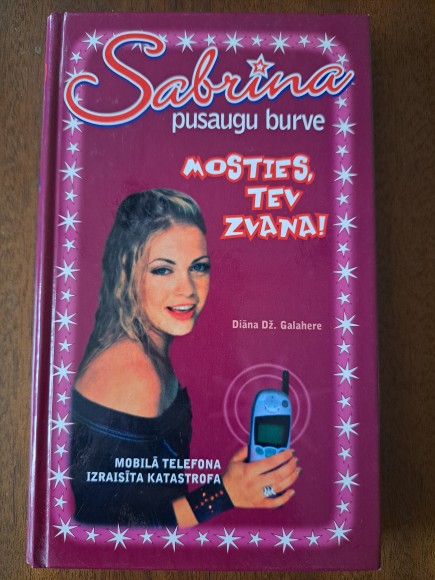 Sabrina
pusaugu burve
MOSTIES,
TEV
ZVANA!
Diāna Dž. Galahere
MOBILĀ TELEFONA
IZRAISĪTA KATASTROFA